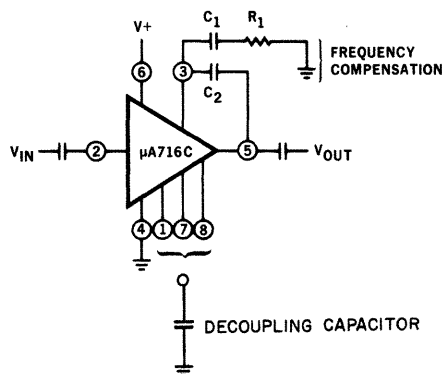 V+
C1
R1
6
3
C2
FREQUENCY
COMPENSATION
VIN
2
µA716C
5
VOUT
4
1
7
8
DECOUPLING CAPACITOR